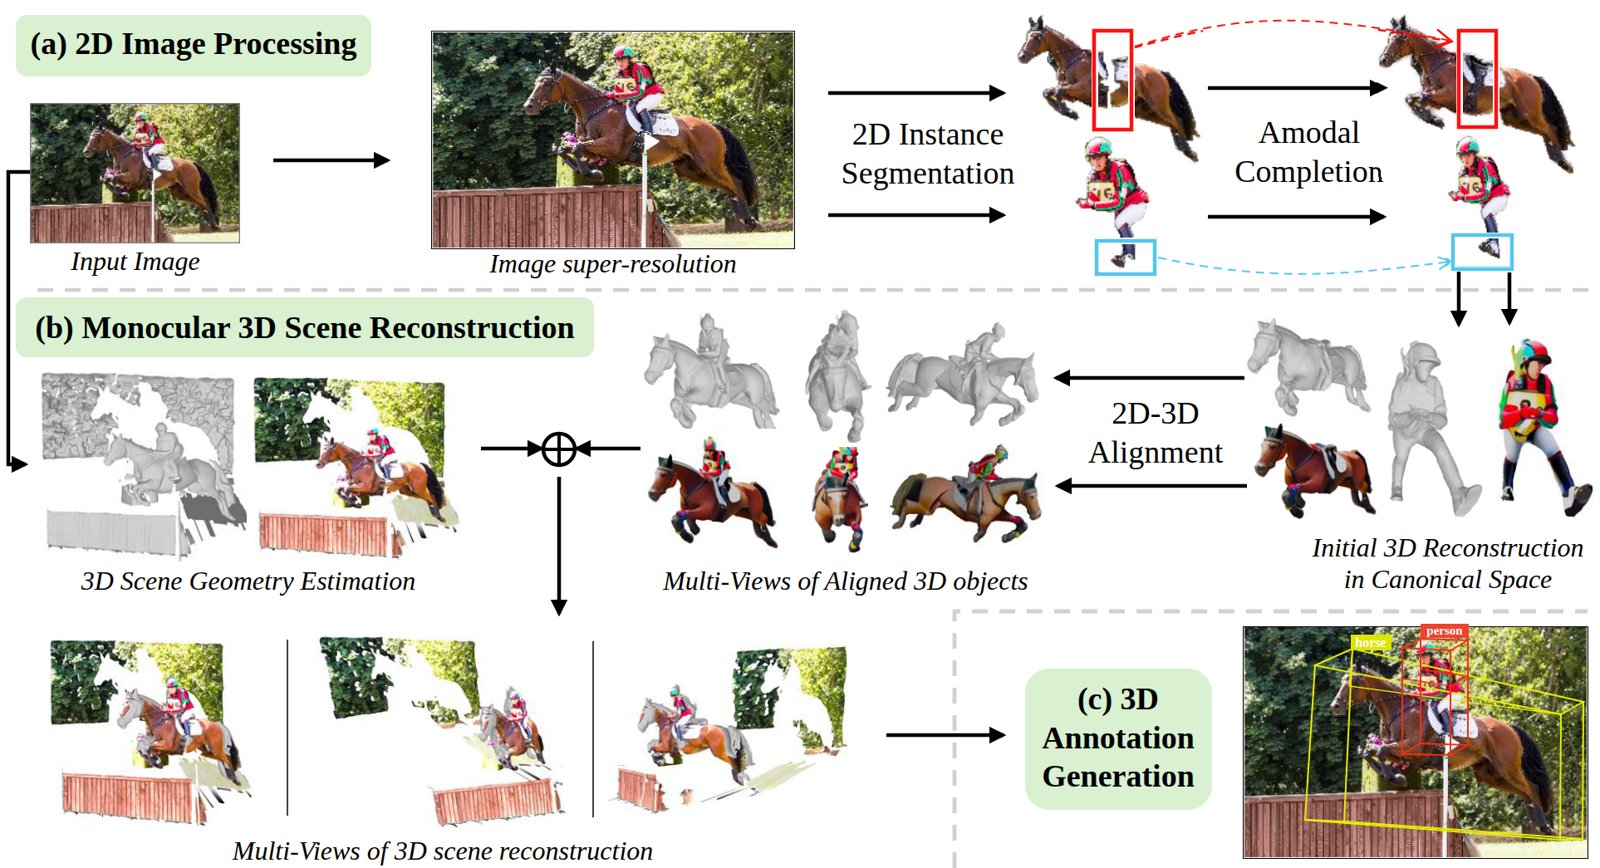 (a) 2D Image Processing
Input Image
Image super-resolution
2D Instance
Segmentation
Amodal
Completion
(b) Monocular 3D Scene Reconstruction
3D Scene Geometry Estimation
Multi-Views of Aligned 3D objects
2D-3D
Alignment
Initial 3D Reconstruction
in Canonical Space
Multi-Views of 3D scene reconstruction
(c) 3D
Annotation
Generation
horse
person